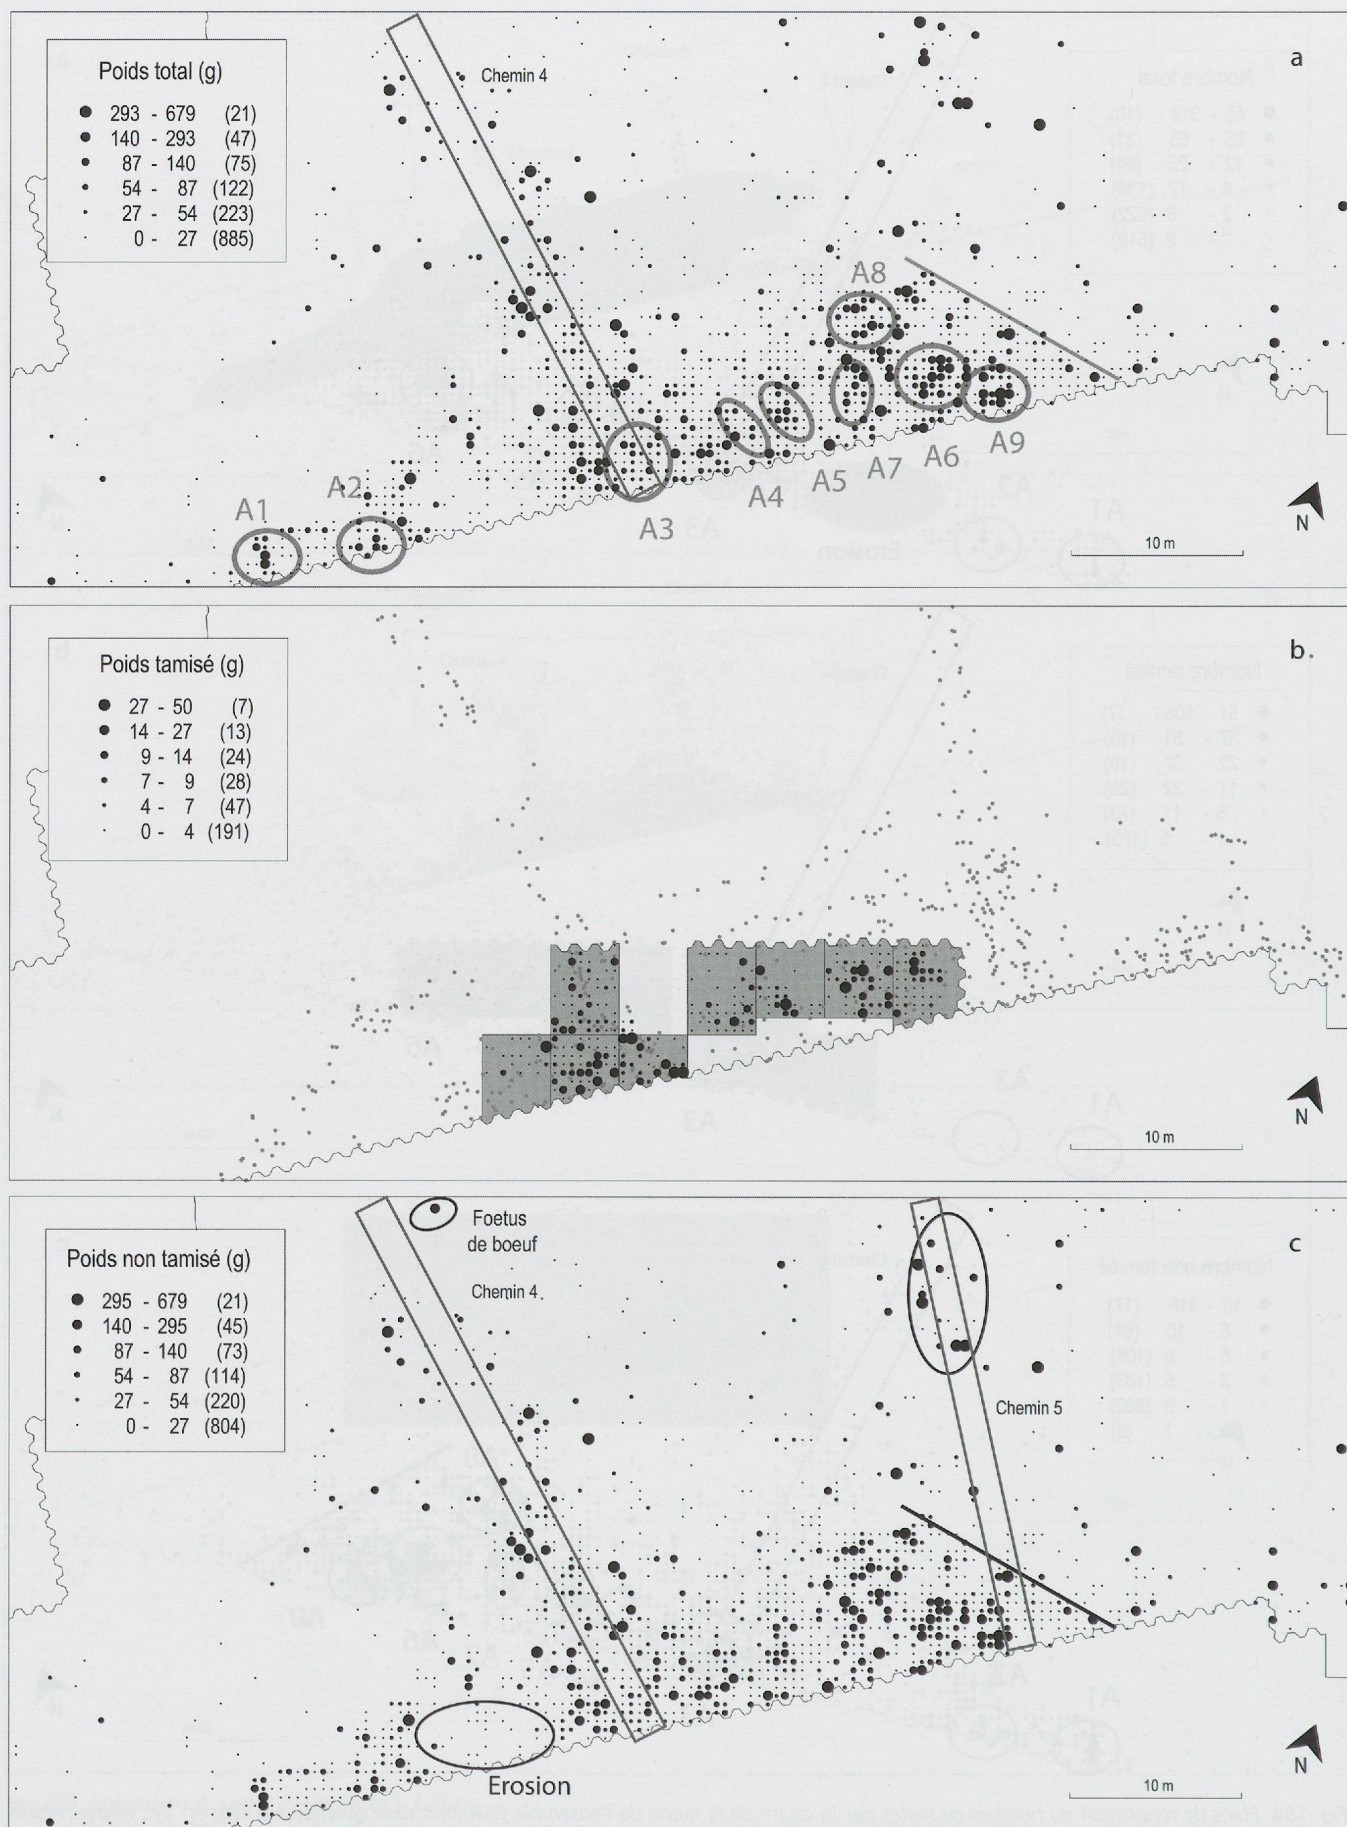 a
Poids total (g)
293 - 679 (21)
140 - 293 (47)
87 - 140 (75)
54 - 87 (122)
27 - 54 (223)
0 - 27 (885)
Chemin 4
A8
A2
A1
A3
A4
A5
A7
A6
A9
N
10 m
b.
Poids tamisé (g)
27 - 50 (7)
14 - 27 (13)
9 - 14 (24)
7 - 9 (28)
4 - 7 (47)
0 - 4 (191)
N
10 m
c
Poids non tamisé (g)
295 - 679 (21)
140 - 295 (45)
87 - 140 (73)
54 - 87 (114)
27 - 54 (220)
0 - 27 (804)
Foetus
de boeuf
Chemin 4
Chemin 5
Erosion
N
10 m